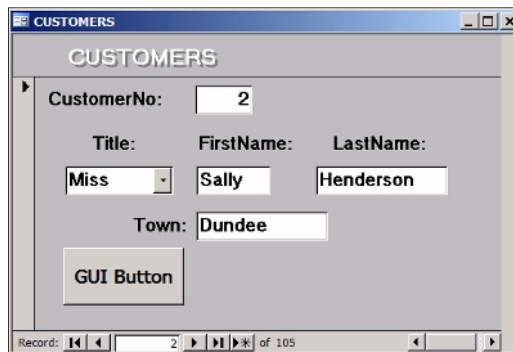 CUSTOMERS
CUSTOMERS
CustomerNo: 2
Title: FirstName: LastName:
Miss Sally Henderson
Town: Dundee
GUI Button
Record: 2 of 105